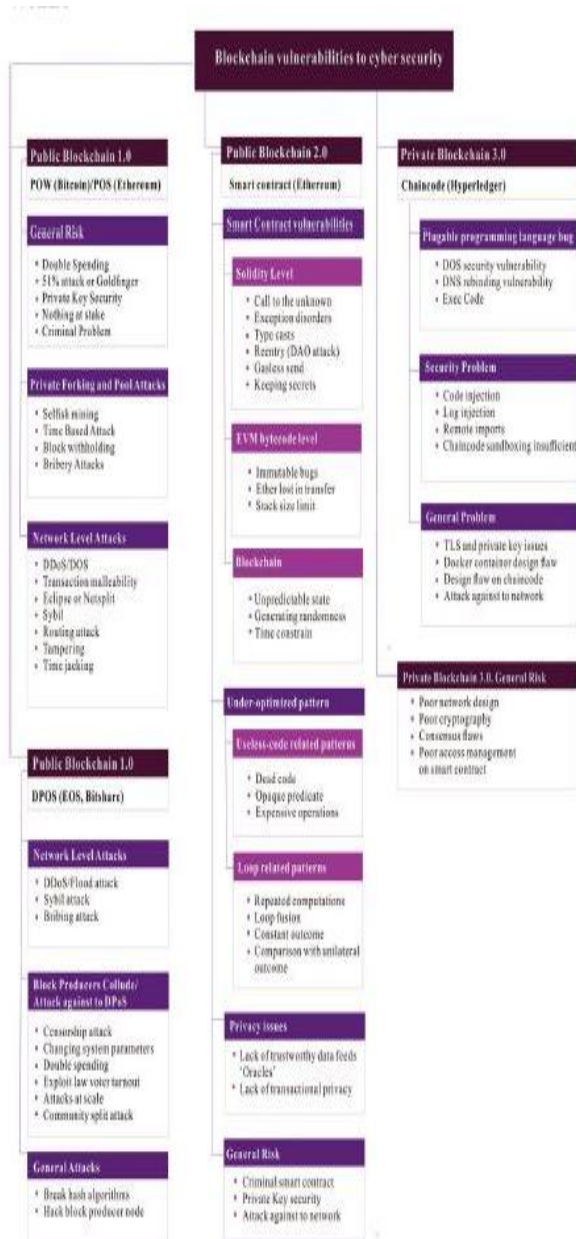 Blockchain vulnerabilities to cyber security
Public Blockchain 1.0
POW (Bitcoin)/POS (Ethereum)
General Risk
• Double Spending
• 51% attack or Goldfinger
• Private Key Security
• Nothing at stake
• Criminal Problem
Private Forking and Pool Attacks
• Selfish mining
• Time Based Attack
• Block withholding
• Bribery Attacks
Network Level Attacks
• DDoS/DOS
• Transaction malleability
• Eclipse or Netsplit
• Sybil
• Routing attack
• Tampering
• Time jacking
Public Blockchain 1.0
DPOS (EOS, Bitshare)
Network Level Attacks
• DDoS/Flood attack
• Sybil attack
• Bribing attack
Block Producers Collude/
Attack against to DPoS
• Censorship attack
• Changing system parameters
• Double spending
• Exploit law voter turnout
• Attacks at scale
• Community split attack
General Attacks
• Break hash algorithms
• Hack block producer node
Public Blockchain 2.0
Smart contract (Ethereum)
Smart Contract vulnerabilities
Solidity Level
• Call to the unknown
• Exception disorders
• Type casts
• Reentry (DAO attack)
• Gasless send
• Keeping secrets
EVM bytecode level
• Immutable bugs
• Ether lost in transfer
• Stack size limit
Blockchain
• Unpredictable state
• Generating randomness
• Time constrain
Under-optimized pattern
Useless-code related patterns
• Dead code
• Opaque predicate
• Expensive operations
Loop related patterns
• Repeated computations
• Loop fusion
• Constant outcome
• Comparison with unilateral
outcome
Privacy issues
• Lack of trustworthy data feeds
'Oracles'
• Lack of transactional privacy
General Risk
• Criminal smart contract
• Private Key security
• Attack against to network
Private Blockchain 3.0
Chaincode (Hyperledger)
Plugable programming language bug
• DOS security vulnerability
• DNS rebinding vulnerability
• Exec Code
Security Problem
• Code injection
• Log injection
• Remote imports
• Chaincode sandboxing insufficient
General Problem
• TLS and private key issues
• Docker container design flaw
• Design flaw on chaincode
• Attack against to network
Private Blockchain 3.0. General Risk
• Poor network design
• Poor cryptography
• Consensus flaws
• Poor access management
on smart contract